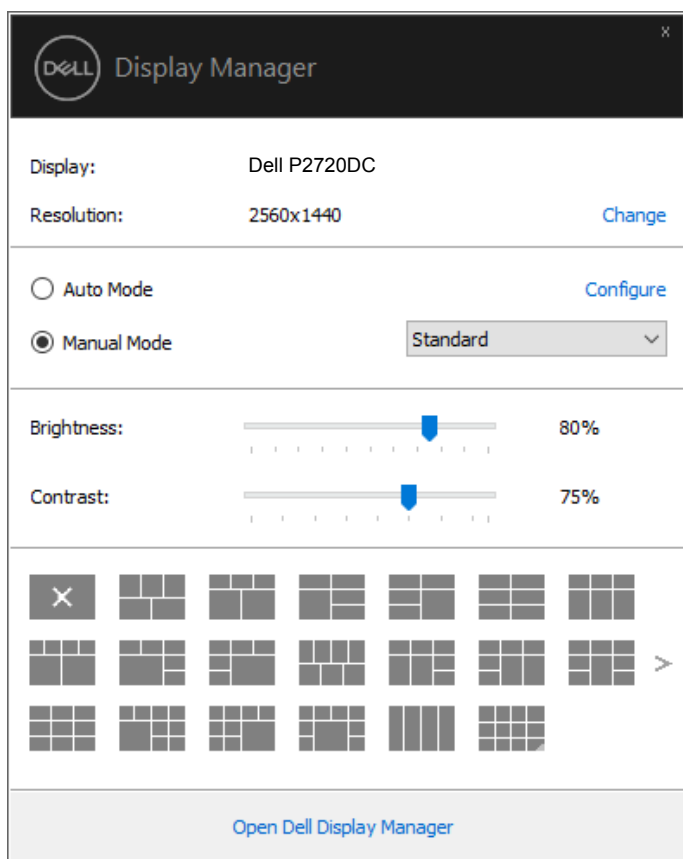 x
DELL Display Manager
Display: Dell P2720DC
Resolution: 2560x1440 Change
Auto Mode Configure
Manual Mode Standard
Brightness: 80%
Contrast: 75%
Open Dell Display Manager